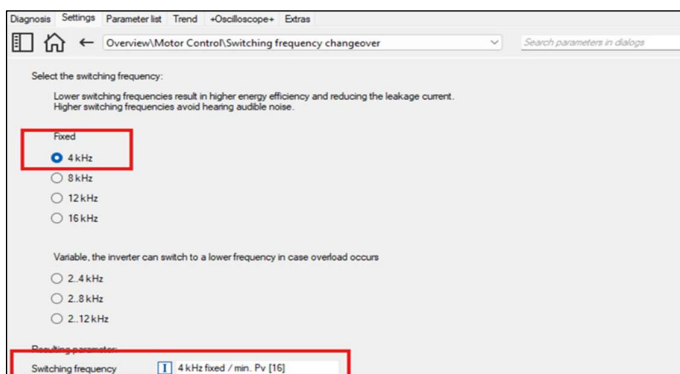 Diagnosis Settings Parameter list Trend +Oscilloscope+ Extras
Overview\Motor Control\Switching frequency changeover Search parameters in dialogs
Select the switching frequency:
Lower switching frequencies result in higher energy efficiency and reducing the leakage current.
Higher switching frequencies avoid hearing audible noise.
Fixed
4 kHz
8 kHz
12 kHz
16 kHz
Variable, the inverter can switch to a lower frequency in case overload occurs
2..4 kHz
2..8 kHz
2..12 kHz
Resulting parameter:
Switching frequency I 4 kHz fixed / min. Pv [16]